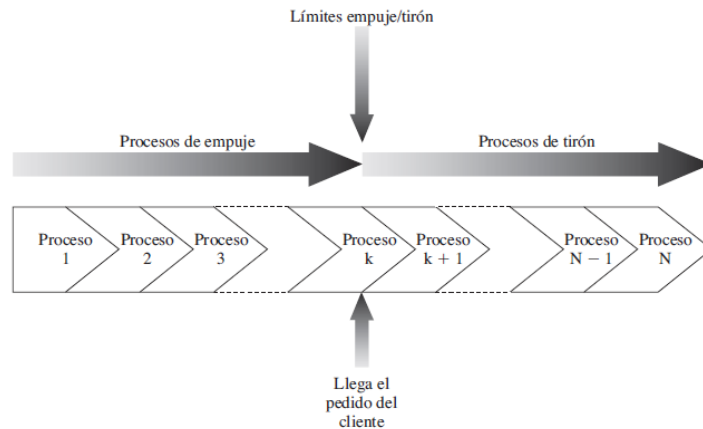 Límites empuje/tirón
Procesos de empuje
Procesos de tirón
Proceso
1
Proceso
2
Proceso
3
Proceso
k
Proceso
k + 1
Proceso
N − 1
Proceso
N
Llega el
pedido del
cliente